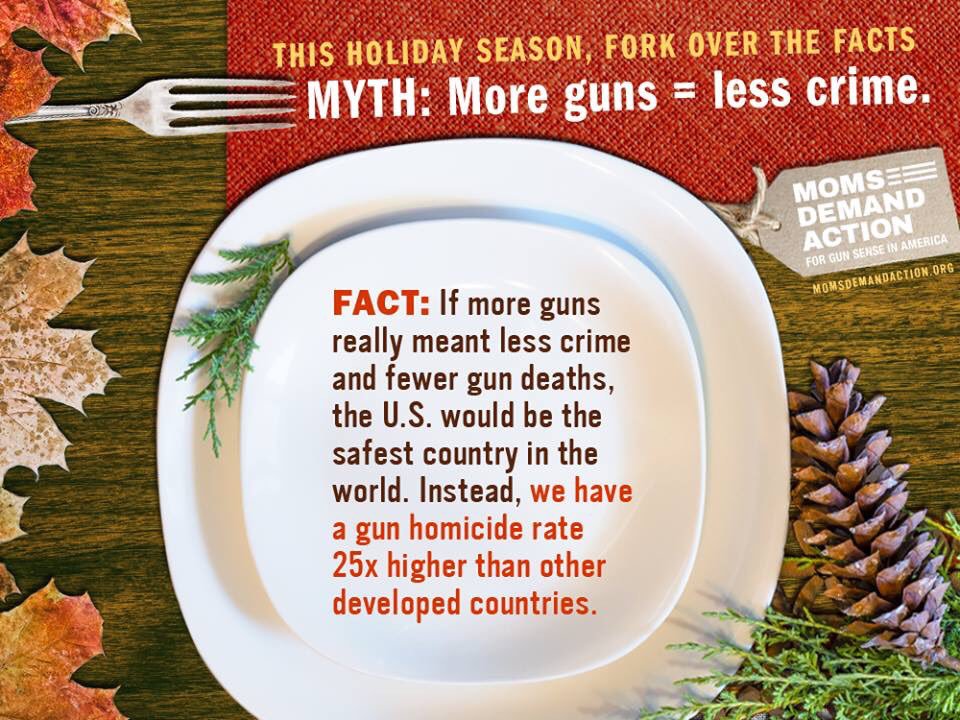 THIS HOLIDAY SEASON, FORK OVER THE FACTS
MYTH: More guns = less crime.
MOMS
DEMAND
ACTION
FOR GUN SENSE IN AMERICA
MOMSDEMANDACTION.ORG
FACT: If more guns
really meant less crime
and fewer gun deaths,
the U.S. would be the
safest country in the
world. Instead, we have
a gun homicide rate
25x higher than other
developed countries.